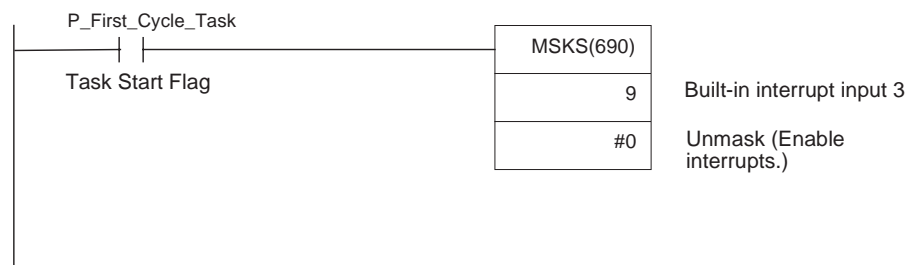 P_First_Cycle_Task
MSKS(690)
Task Start Flag
9
Built-in interrupt input 3
#0
Unmask (Enable
interrupts.)